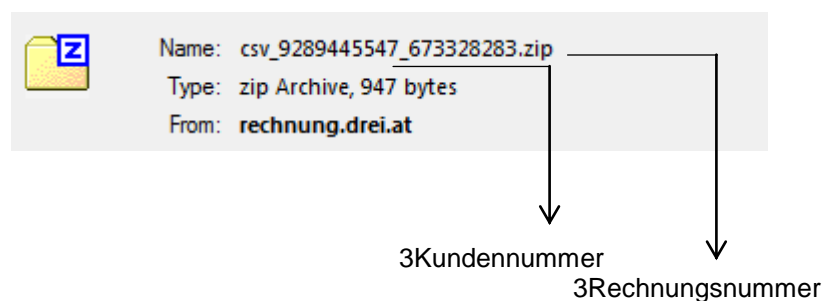 Z
Name: csv_9289445547_673328283.zip
Type: zip Archive, 947 bytes
From: rechnung.drei.at
3Kundennummer
3Rechnungsnummer